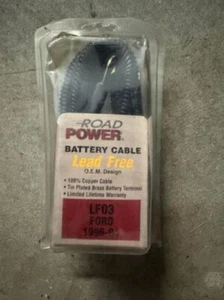 ROAD
POWER
BATTERY CABLE
Lead Free
O.E.M. Design
• 100% Copper Cable
• Tin Plated Brass Battery Terminal
• Limited Lifetime Warranty
LF03
FORD